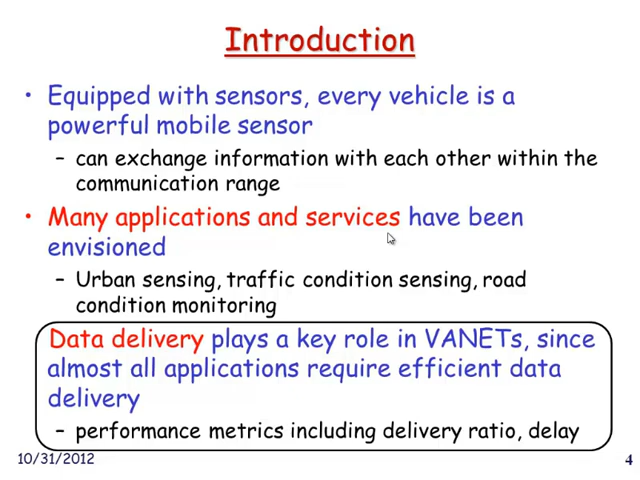 Introduction
• Equipped with sensors, every vehicle is a
powerful mobile sensor
– can exchange information with each other within the
communication range
• Many applications and services have been
envisioned
– Urban sensing, traffic condition sensing, road
condition monitoring
Data delivery plays a key role in VANETs, since
almost all applications require efficient data
delivery
– performance metrics including delivery ratio, delay
10/31/2012
4